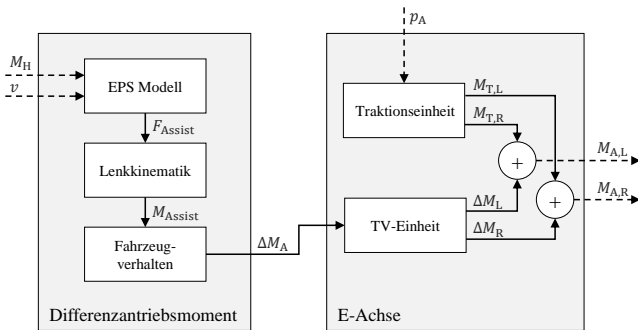 p_A
M_H
v
EPS Modell
F_Assist
Lenkkinematik
M_Assist
Fahrzeug-
verhalten
ΔM_A
Differenzantriebsmoment
Traktionseinheit
M_T,L
M_T,R
+
M_A,L
+
M_A,R
TV-Einheit
ΔM_L
ΔM_R
E-Achse